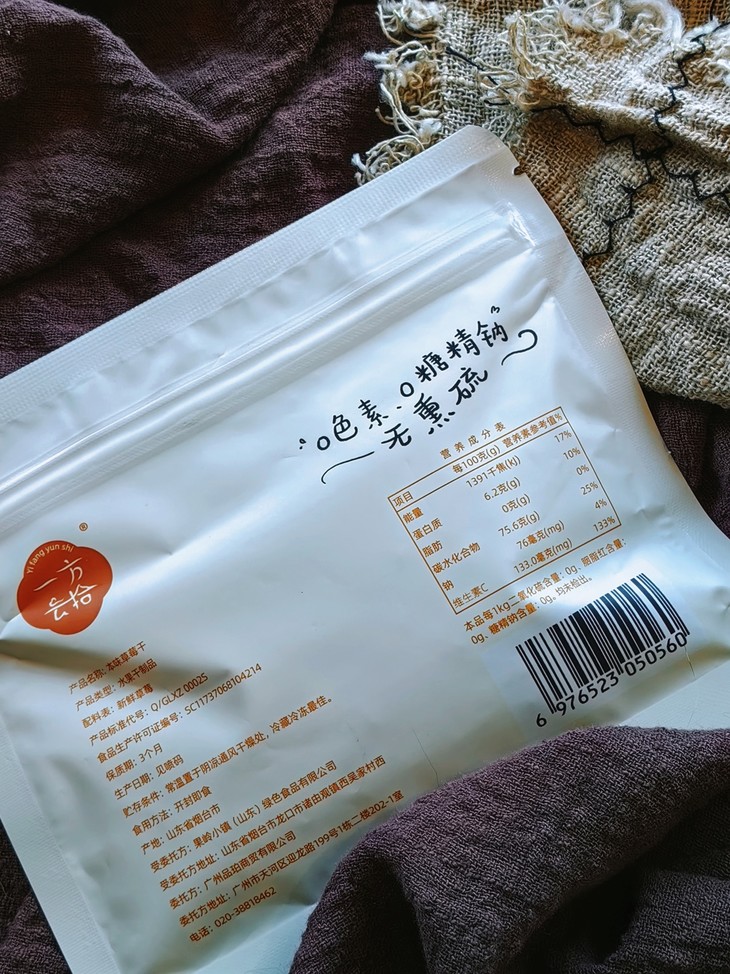 0色素、0糖精钠
无熏硫
营养成分表
项目 每100克(g) 营养素参考值%
能量 1391千焦(kJ) 17%
蛋白质 6.2克(g) 10%
脂肪 0克(g) 0%
碳水化合物 75.6克(g) 25%
钠 76毫克(mg) 4%
维生素C 133.0毫克(mg) 133%
本品每1kg二氧化硫含量：0g、胭脂红含量：
0g、糖精钠含量：0g。均未检出。
6 976523 050560
®
Yi fang yun shi
一方
云拾
产品名称：本味草莓干
产品类型：水果干制品
配料表：新鲜草莓
产品标准代号：Q/GLXZ 0002S
食品生产许可证编号：SC11737068104214
保质期：3个月
生产日期：见喷码
贮存条件：常温置于阴凉通风干燥处，冷藏冷冻最佳。
食用方法：开封即食
产地：山东省烟台市
受委托方：果岭小镇（山东）绿色食品有限公司
受委托方地址：山东省烟台市龙口市诸由观镇西吴家村西
委托方：广州品珀商贸有限公司
委托方地址：广州市天河区迎龙路199号1栋二楼202-1室
电话：020-38818462